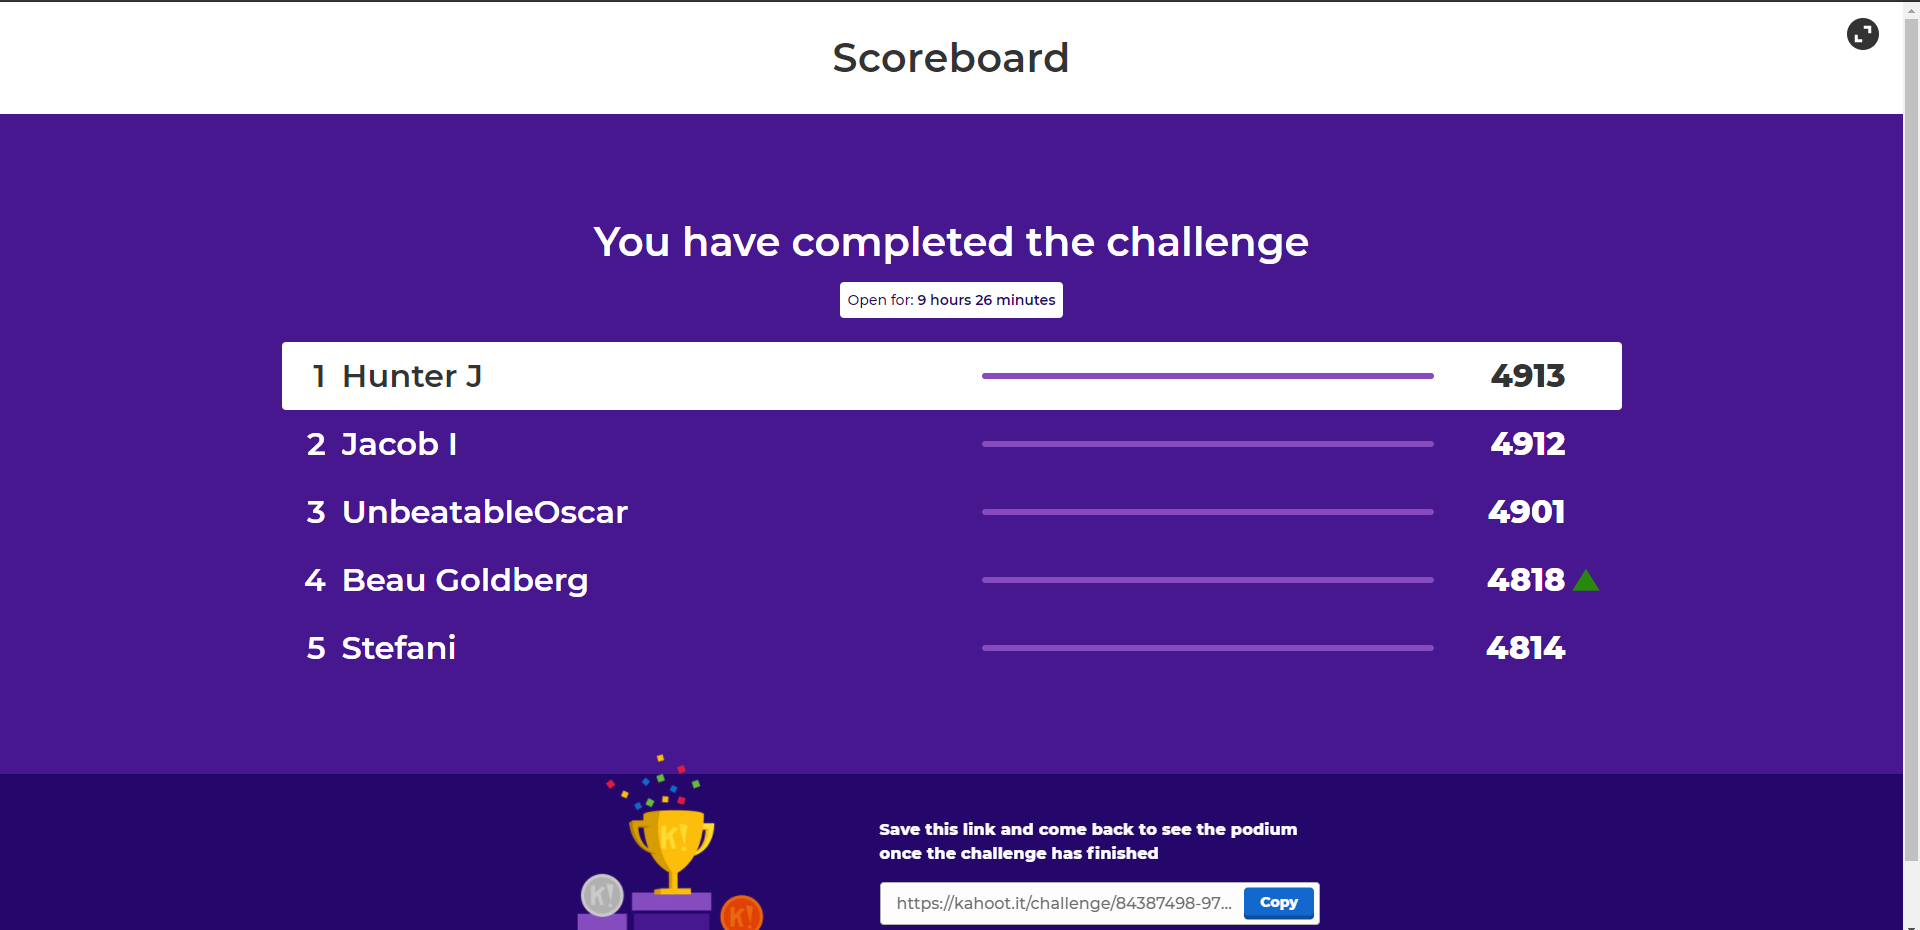 Scoreboard
You have completed the challenge
Open for: 9 hours 26 minutes
1 Hunter J 4913
2 Jacob I 4912
3 UnbeatableOscar 4901
4 Beau Goldberg 4818
5 Stefani 4814
K!
K!
K!
Save this link and come back to see the podium
once the challenge has finished
https://kahoot.it/challenge/84387498-97... Copy